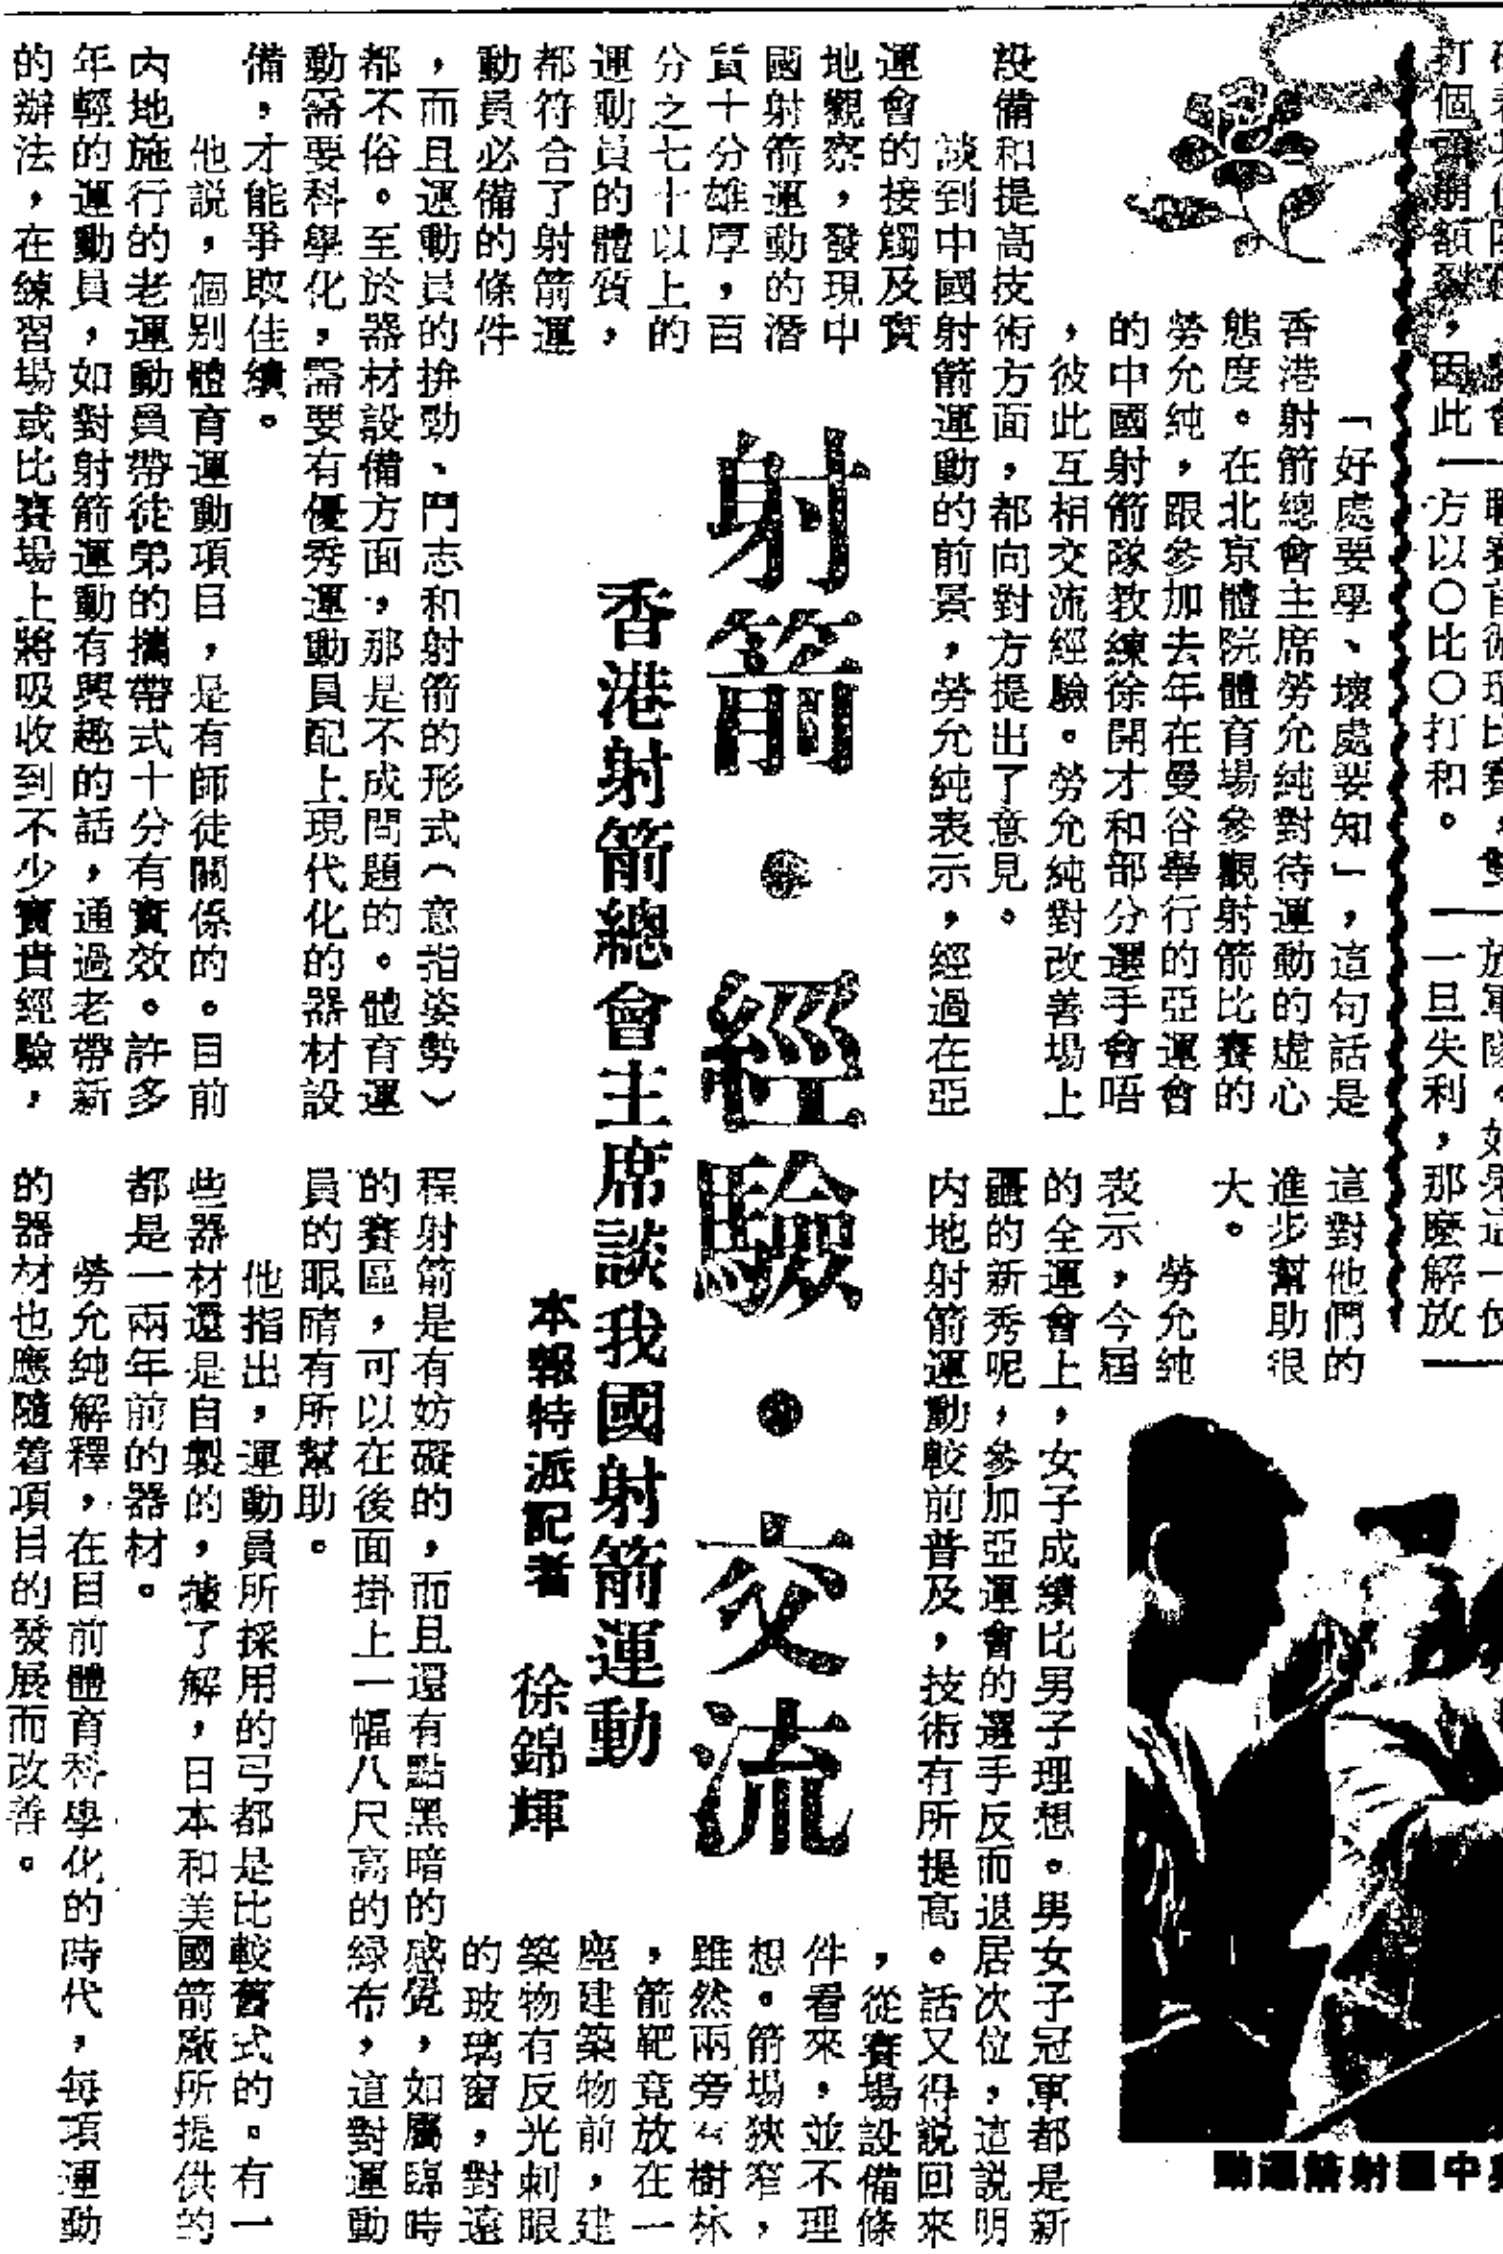 射箭・經驗・交流
香港射箭總會主席談我國射箭運動
本報特派記者　徐錦輝
「好處要學、壞處要知」，這句話是
香港射箭總會主席勞允純對待運動的虛心
態度。在北京體院體育場參觀射箭比賽的
勞允純，跟參加去年在曼谷舉行的亞運會
的中國射箭隊教練徐開才和部分選手會唔
，彼此互相交流經驗。勞允純對改善場上
設備和提高技術方面，都向對方提出了意見。
談到中國射箭運動的前景，勞允純表示，經過在亞
運會的接觸及實
地觀察，發現中
國射箭運動的潛
質十分雄厚，百
分之七十以上的
運動員的體質，
都符合了射箭運
動員必備的條件
，而且運動員的拚勁、鬥志和射箭的形式（意指姿勢）
都不俗。至於器材設備方面，那是不成問題的。體育運
動需要科學化，需要有優秀運動員配上現代化的器材設
備，才能爭取佳績。
他說，個別體育運動項目，是有師徒關係的。目前
內地施行的老運動員帶徒弟的攜帶式十分有實效。許多
年輕的運動員，如對射箭運動有興趣的話，通過老帶新
的辦法，在練習場或比賽場上將吸收到不少寶貴經驗，
這對他們的
進步幫助很
大。
勞允純
表示，今屆
的全運會上，女子成績比男子理想。男女子冠軍都是新
疆的新秀呢，參加亞運會的選手反而退居次位，這說明
內地射箭運動較前普及，技術有所提高。話又得說回來
，從賽場設備條
件看來，並不理
想。箭場狹窄，
雖然兩旁有樹林
，箭靶竟放在一
座建築物前，建
築物有反光刺眼
的玻璃窗，對遠
程射箭是有妨礙的，而且還有點黑暗的感覺，如屬臨時
的賽區，可以在後面掛上一幅八尺高的緑布，這對運動
員的眼睛有所幫助。
他指出，運動員所採用的弓都是比較舊式的。有一
些器材還是自製的，據了解，日本和美國箭廠所提供的
都是一兩年前的器材。
勞允純解釋，在目前體育科學化的時代，每項運動
的器材也應隨着項目的發展而改善。
，因此
方以〇比〇打和。
一旦失利，那麼解放
中國射箭運動